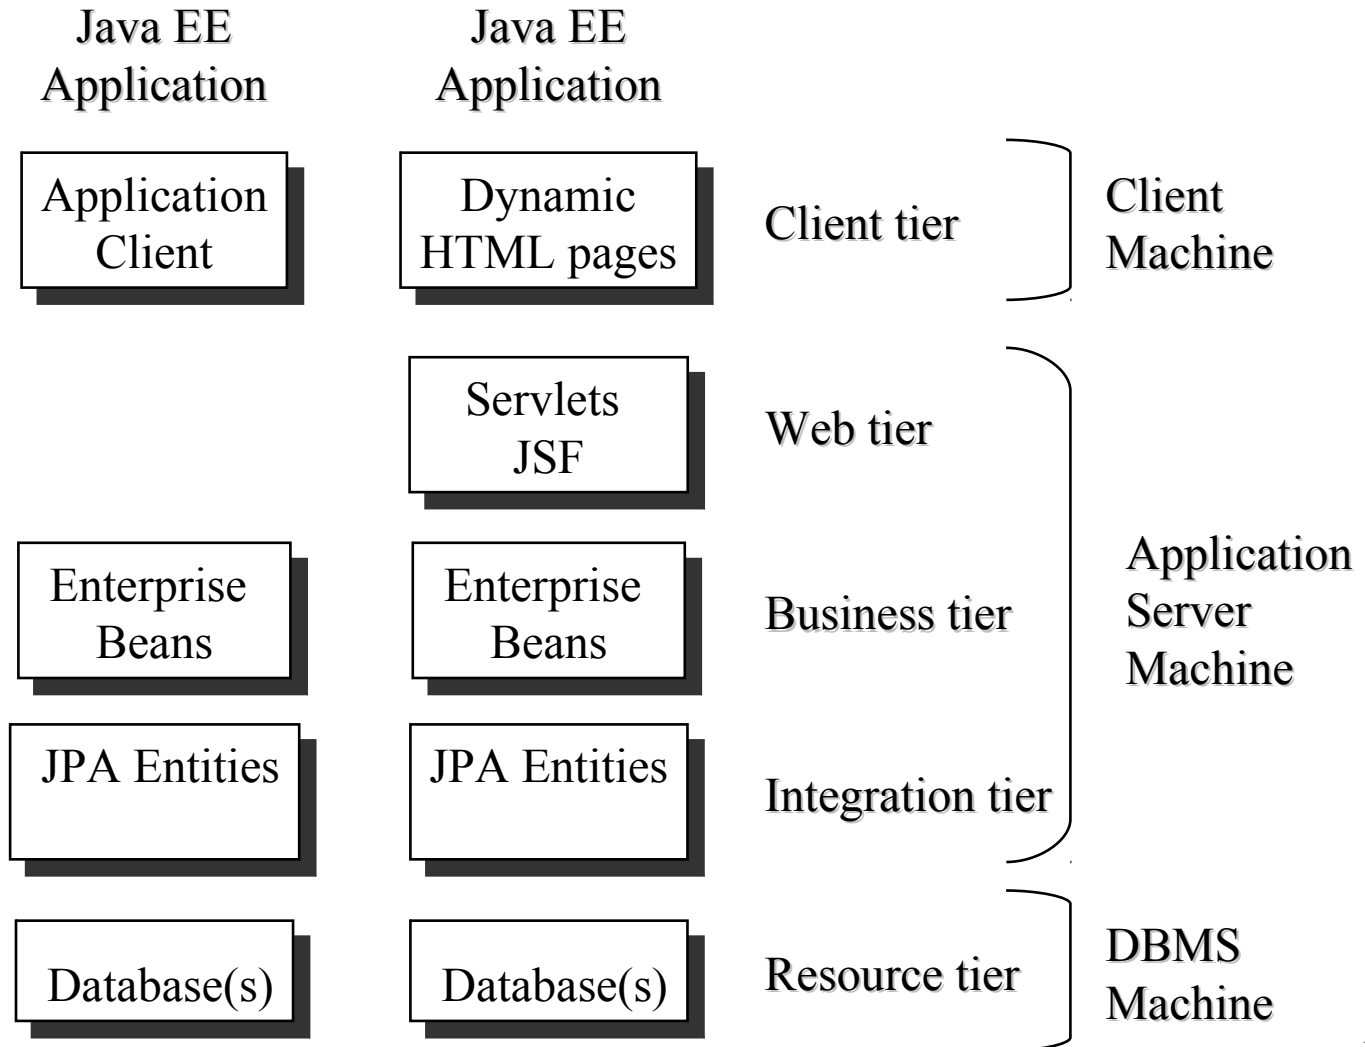 Java EE
Application
Java EE
Application
Application
Client
Dynamic
HTML pages
Client tier
Client
Machine
Servlets
JSF
Web tier
Enterprise
Beans
Enterprise
Beans
Business tier
Application
Server
Machine
JPA Entities
JPA Entities
Integration tier
Database(s)
Database(s)
Resource tier
DBMS
Machine